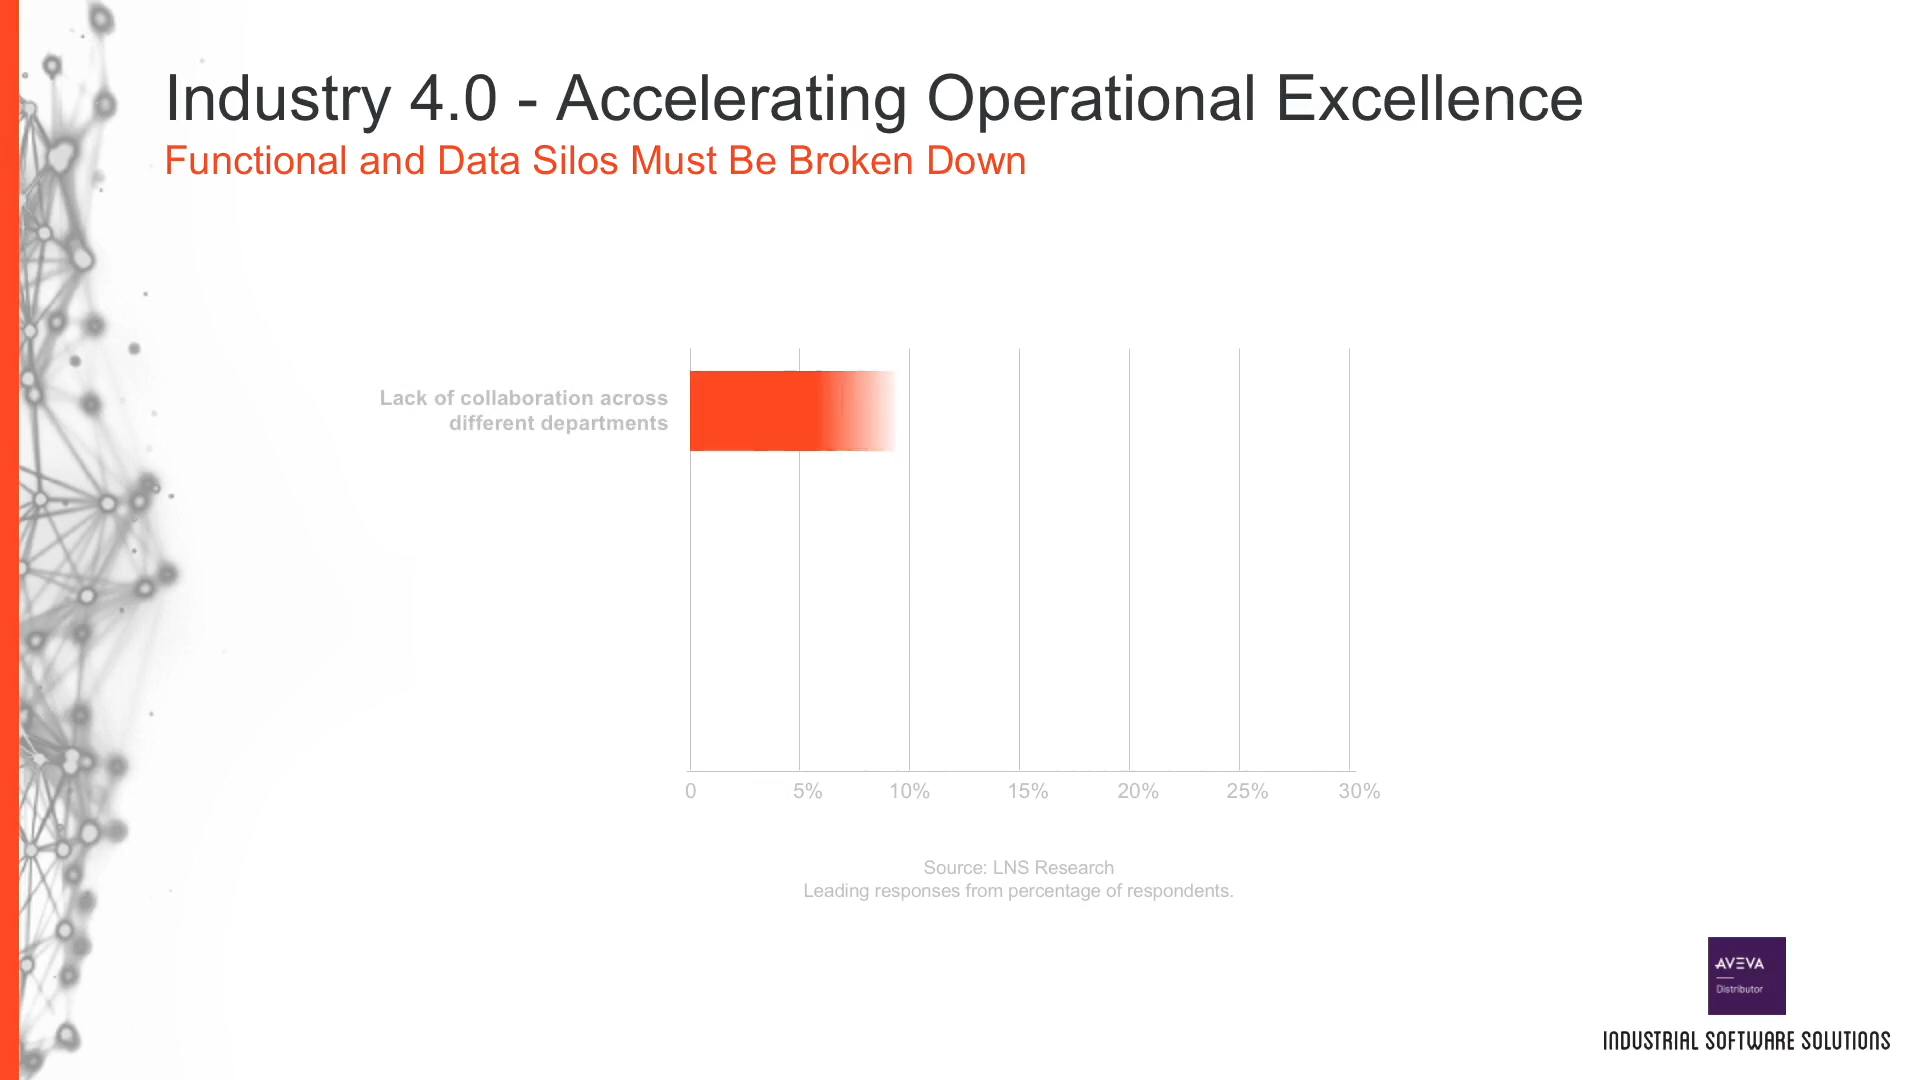 Industry 4.0 - Accelerating Operational Excellence
Functional and Data Silos Must Be Broken Down
Lack of collaboration across
different departments
0 5% 10% 15% 20% 25% 30%
Source: LNS Research
Leading responses from percentage of respondents.
AVEVA
Distributor
INDUSTRIAL SOFTWARE SOLUTIONS